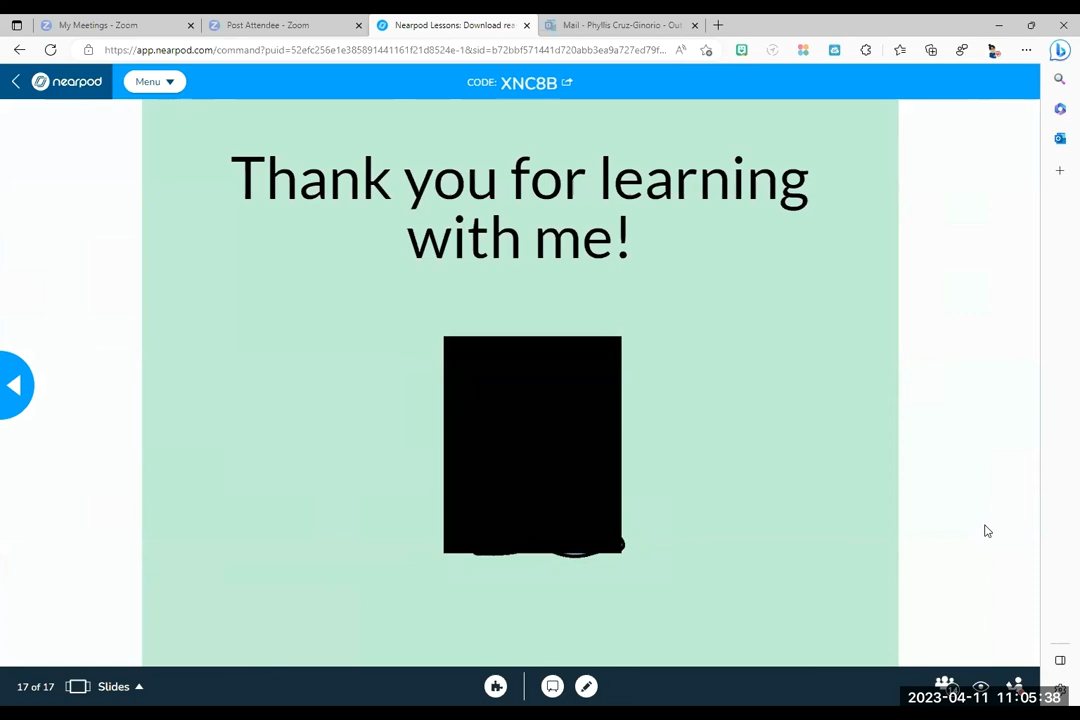 My Meetings - Zoom
Post Attendee - Zoom
Nearpod Lessons: Download rea
Mail - Phyllis Cruz-Ginorio - Out
https://app.nearpod.com/command?puid=52efc256e1e385891441161f21d8524e-1&sid=b72bbf571441d720abb3ea9a727ed79f...
nearpod
Menu
CODE: XNC8B
Thank you for learning
with me!
17 of 17
Slides
2023-04-11 11:05:38